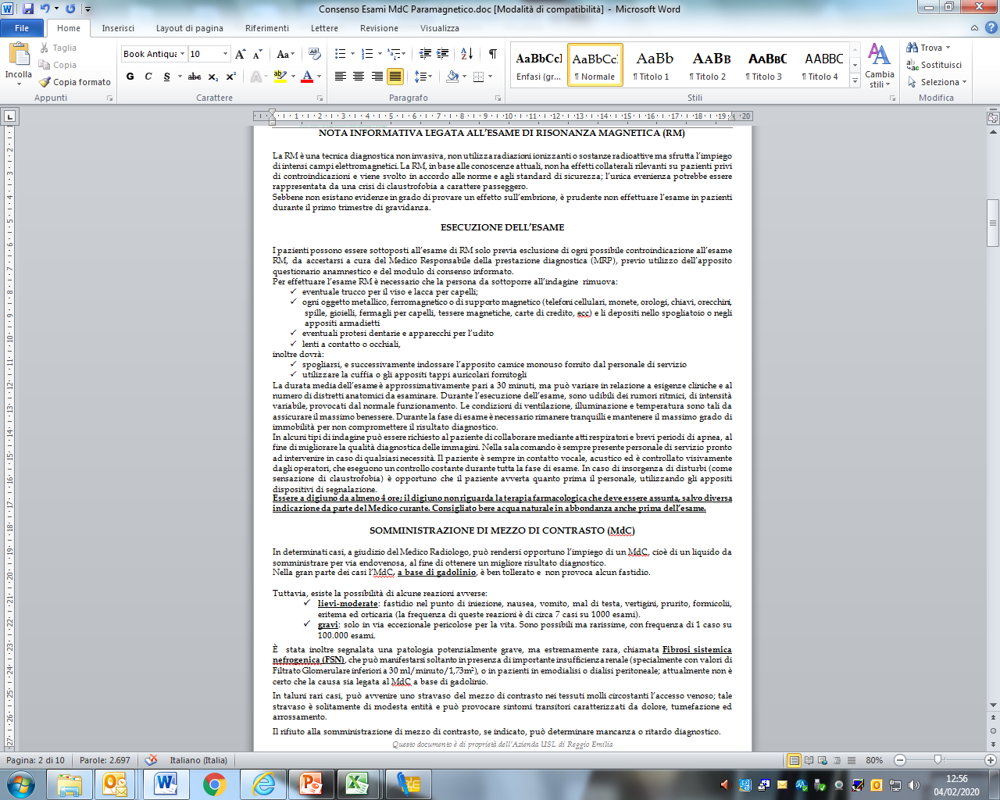 Consenso Esami MdC Paramagnetico.doc [Modalità di compatibilità] - Microsoft Word
File Home Inserisci Layout di pagina Riferimenti Lettere Revisione Visualizza
Incolla
Taglia
Copia
Copia formato
Appunti
Book Antiqua 10
G C S abc x₂ x²
Carattere
Paragrafo
AaBbCcI AaBbCcI AaBb AABB AABBC AABBC
Enfasi (gr... ¶ Normale ¶ Titolo 1 ¶ Titolo 2 ¶ Titolo 3 ¶ Titolo 4
Stili
Cambia stili
Trova
Sostituisci
Seleziona
Modifica
1 2 3 4 5 6 7 8 9 10 11 12 13 14 15 16 17 18 19 20
NOTA INFORMATIVA LEGATA ALL'ESAME DI RISONANZA MAGNETICA (RM)
La RM è una tecnica diagnostica non invasiva, non utilizza radiazioni ionizzanti o sostanze radioattive ma sfrutta l'impiego
di intensi campi elettromagnetici. La RM, in base alle conoscenze attuali, non ha effetti collaterali rilevanti su pazienti privi
di controindicazioni e viene svolto in accordo alle norme e agli standard di sicurezza; l'unica evenienza potrebbe essere
rappresentata da una crisi di claustrofobia a carattere passeggero.
Sebbene non esistano evidenze in grado di provare un effetto sull'embrione, è prudente non effettuare l'esame in pazienti
durante il primo trimestre di gravidanza.
ESECUZIONE DELL'ESAME
I pazienti possono essere sottoposti all'esame di RM solo previa esclusione di ogni possibile controindicazione all'esame
RM, da accertarsi a cura del Medico Responsabile della prestazione diagnostica (MRP), previo utilizzo dell'apposito
questionario anamnestico e del modulo di consenso informato.
Per effettuare l'esame RM è necessario che la persona da sottoporre all'indagine rimuova:
✓ eventuale trucco per il viso e lacca per capelli;
✓ ogni oggetto metallico, ferromagnetico o di supporto magnetico (telefoni cellulari, monete, orologi, chiavi, orecchini,
spille, gioielli, fermagli per capelli, tessere magnetiche, carte di credito, ecc) e li depositi nello spogliatoio o negli
appositi armadietti
✓ eventuali protesi dentarie e apparecchi per l'udito
✓ lenti a contatto o occhiali,
inoltre dovrà:
✓ spogliarsi, e successivamente indossare l'apposito camice monouso fornito dal personale di servizio
✓ utilizzare la cuffia o gli appositi tappi auricolari fornitogli
La durata media dell'esame è approssimativamente pari a 30 minuti, ma può variare in relazione a esigenze cliniche e al
numero di distretti anatomici da esaminare. Durante l'esecuzione dell'esame, sono udibili dei rumori ritmici, di intensità
variabile, provocati dal normale funzionamento. Le condizioni di ventilazione, illuminazione e temperatura sono tali da
assicurare il massimo benessere. Durante la fase di esame è necessario rimanere tranquilli e mantenere il massimo grado di
immobilità per non compromettere il risultato diagnostico.
In alcuni tipi di indagine può essere richiesto al paziente di collaborare mediante atti respiratori e brevi periodi di apnea, al
fine di migliorare la qualità diagnostica delle immagini. Nella sala comando è sempre presente personale di servizio pronto
ad intervenire in caso di qualsiasi necessità. Il paziente è sempre in contatto vocale, acustico ed è controllato visivamente
dagli operatori, che eseguono un controllo costante durante tutta la fase di esame. In caso di insorgenza di disturbi (come
sensazione di claustrofobia) è opportuno che il paziente avverta quanto prima il personale, utilizzando gli appositi
dispositivi di segnalazione.
Essere a digiuno da almeno 4 ore; il digiuno non riguarda la terapia farmacologica che deve essere assunta, salvo diversa
indicazione da parte del Medico curante. Consigliato bere acqua naturale in abbondanza anche prima dell'esame.
SOMMINISTRAZIONE DI MEZZO DI CONTRASTO (MdC)
In determinati casi, a giudizio del Medico Radiologo, può rendersi opportuno l'impiego di un MdC, cioè di un liquido da
somministrare per via endovenosa, al fine di ottenere un migliore risultato diagnostico.
Nella gran parte dei casi l'MdC, a base di gadolinio, è ben tollerato e non provoca alcun fastidio.
Tuttavia, esiste la possibilità di alcune reazioni avverse:
✓ lievi-moderate: fastidio nel punto di iniezione, nausea, vomito, mal di testa, vertigini, prurito, formicolii,
eritema ed orticaria (la frequenza di queste reazioni è di circa 7 casi su 1000 esami).
✓ gravi: solo in via eccezionale pericolose per la vita. Sono possibili ma rarissime, con frequenza di 1 caso su
100.000 esami.
È stata inoltre segnalata una patologia potenzialmente grave, ma estremamente rara, chiamata Fibrosi sistemica
nefrogenica (FSN), che può manifestarsi soltanto in presenza di importante insufficienza renale (specialmente con valori di
Filtrato Glomerulare inferiori a 30 ml/minuto/1,73m²), o in pazienti in emodialisi o dialisi peritoneale; attualmente non è
certo che la causa sia legata al MdC a base di gadolinio.
In taluni rari casi, può avvenire uno stravaso del mezzo di contrasto nei tessuti molli circostanti l'accesso venoso; tale
stravaso è solitamente di modesta entità e può provocare sintomi transitori caratterizzati da dolore, tumefazione ed
arrossamento.
Il rifiuto alla somministrazione di mezzo di contrasto, se indicato, può determinare mancanza o ritardo diagnostico.
Questo documento è di proprietà dell'Azienda USL di Reggio Emilia
Pagina: 2 di 10 Parole: 2.697 Italiano (Italia) 80%
12:56
04/02/2020